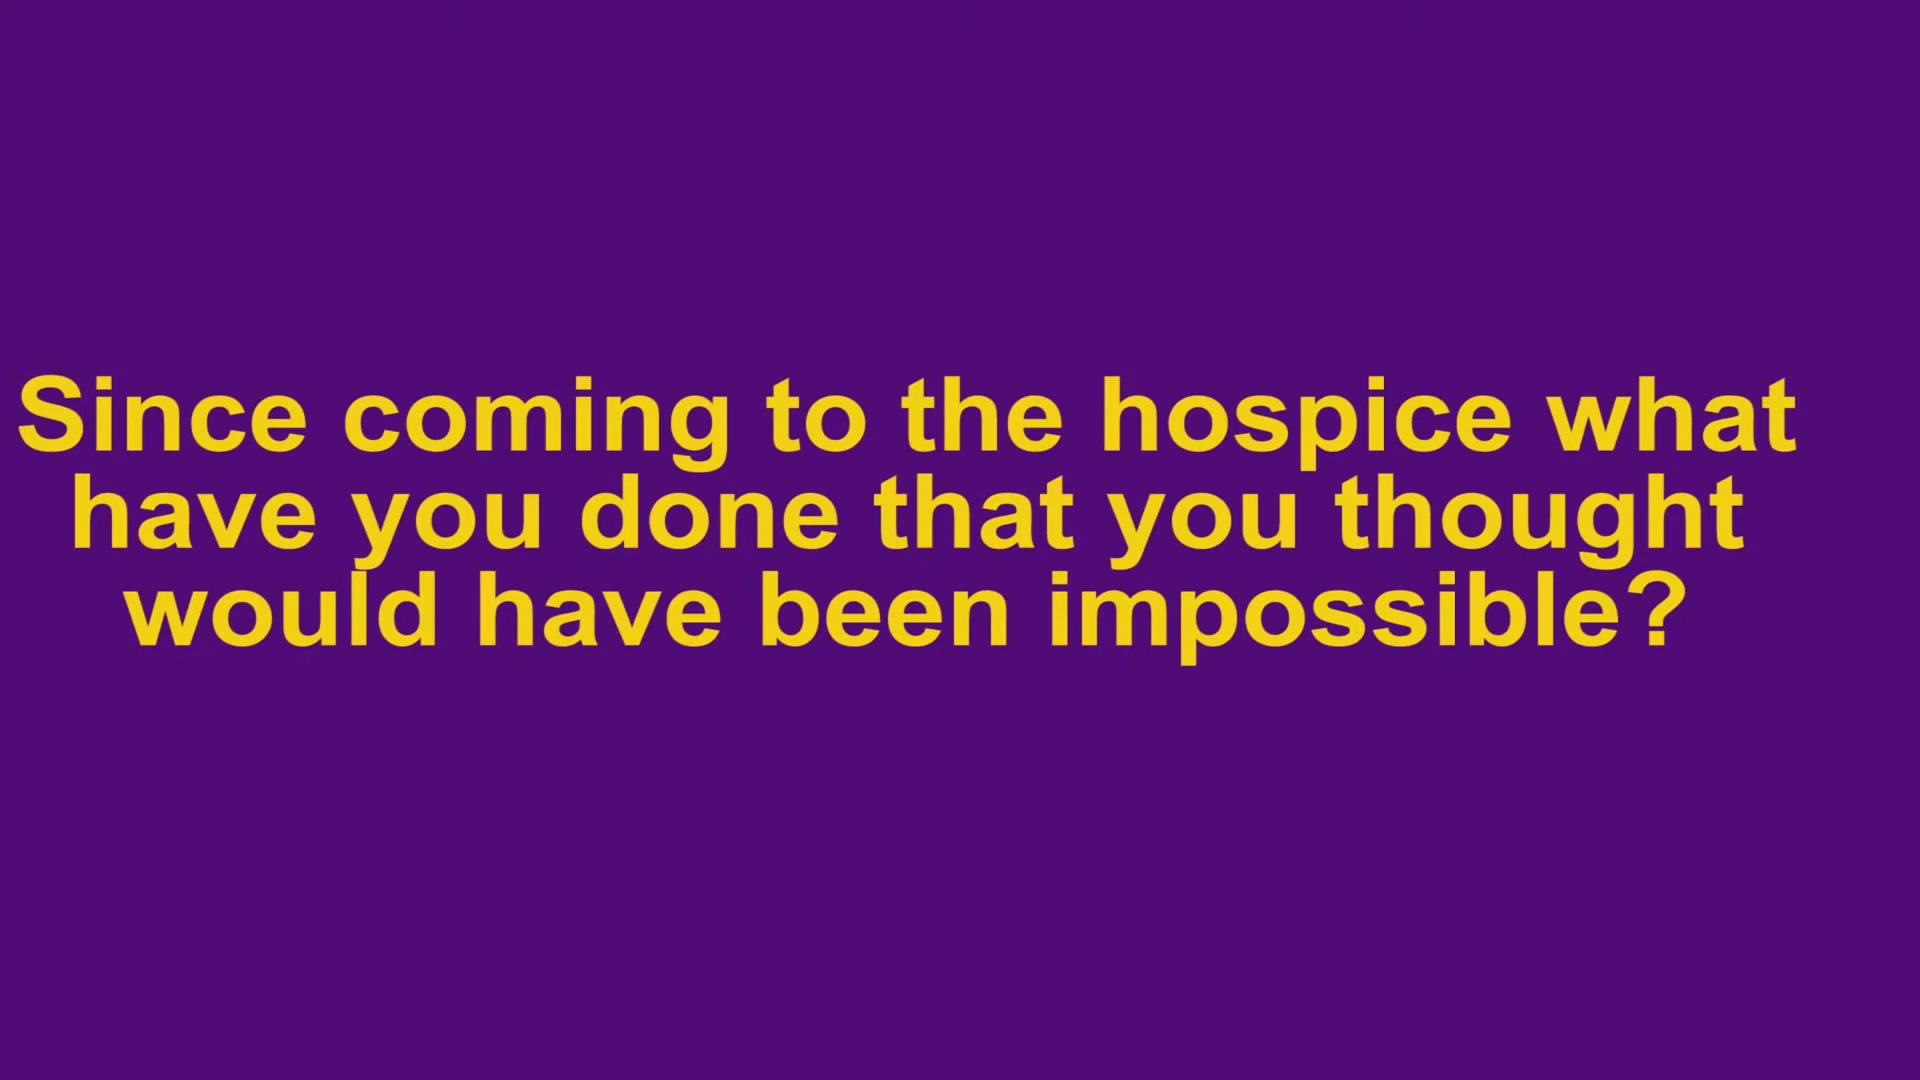 Since coming to the hospice what
have you done that you thought
would have been impossible?